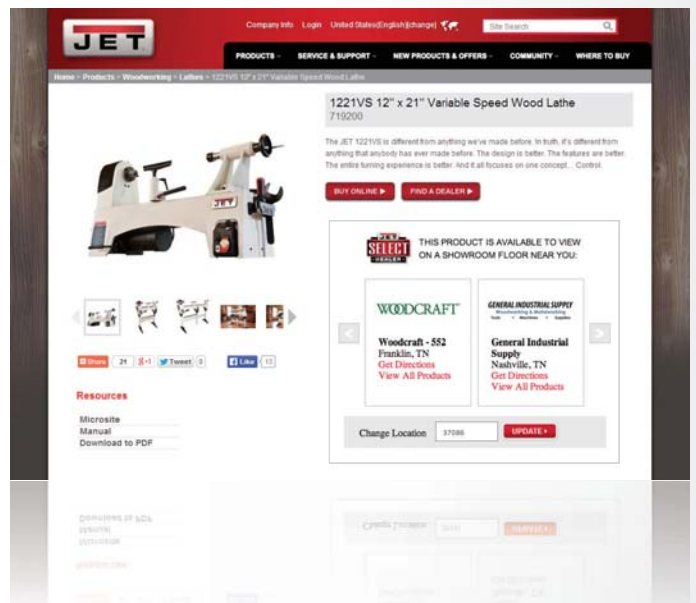 JET
Company Info Login United States(English)(change)
Site Search
PRODUCTS SERVICE & SUPPORT NEW PRODUCTS & OFFERS COMMUNITY WHERE TO BUY
Home > Products > Woodworking > Lathes > 1221VS 12" x 21" Variable Speed Wood Lathe
1221VS 12" x 21" Variable Speed Wood Lathe
719200
The JET 1221VS is different from anything we've made before. In truth, it's different from
anything that anybody has ever made before. The design is better. The features are better.
The entire turning experience is better. And it all focuses on one concept... Control.
BUY ONLINE FIND A DEALER
JET
JET
SELECT
DEALER
THIS PRODUCT IS AVAILABLE TO VIEW
ON A SHOWROOM FLOOR NEAR YOU:
WOODCRAFT
Woodcraft - 552
Franklin, TN
Get Directions
View All Products
GENERAL INDUSTRIAL SUPPLY
Woodworking & Metalworking
Tools • Machines • Supplies
General Industrial
Supply
Nashville, TN
Get Directions
View All Products
Change Location 37086 UPDATE
Share 21 g+1 Tweet 0 Like 13
Resources
Microsite
Manual
Download to PDF